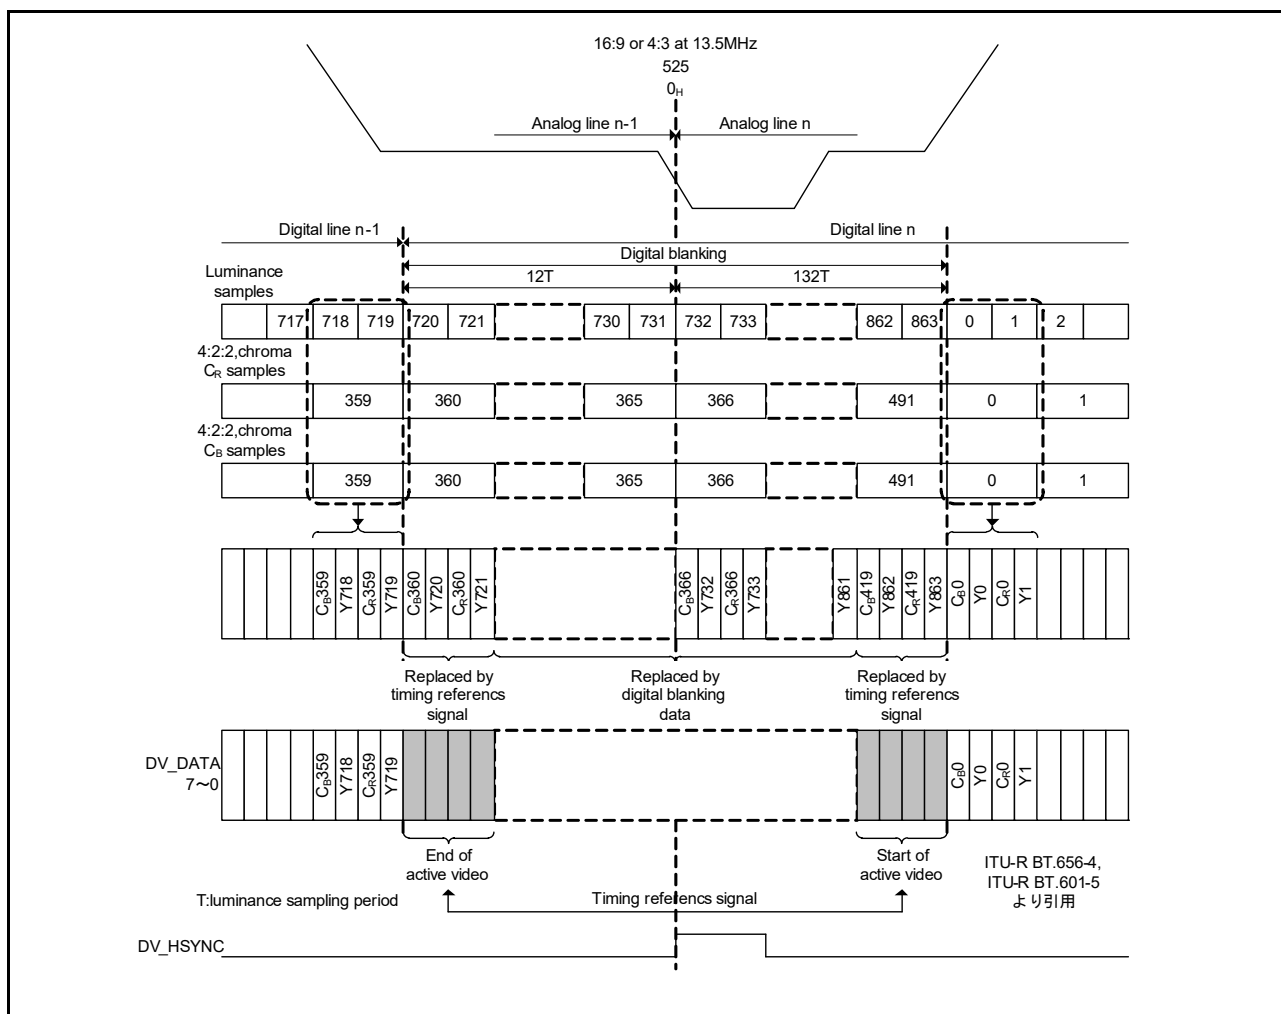 16:9 or 4:3 at 13.5MHz
525
0H
Analog line n-1
Analog line n
Digital line n-1
Digital line n
Digital blanking
12T
132T
Luminance
samples
717 718 719 720 721 730 731 732 733 862 863 0 1 2
4:2:2,chroma
CR samples
359 360 365 366 491 0 1
4:2:2,chroma
CB samples
359 360 365 366 491 0 1
CB359 Y718 CR359 Y719 CB360 Y720 CR360 Y721 CB366 Y732 CR366 Y733 Y861 CB419 Y862 CR419 Y863 CB0 Y0 CR0 Y1
Replaced by
timing referencs
signal
Replaced by
digital blanking
data
Replaced by
timing referencs
signal
DV_DATA
7～0
CB359 Y718 CR359 Y719 CB0 Y0 CR0 Y1
End of
active video
Start of
active video
ITU-R BT.656-4,
ITU-R BT.601-5
より引用
T:luminance sampling period
Timing referencs signal
DV_HSYNC